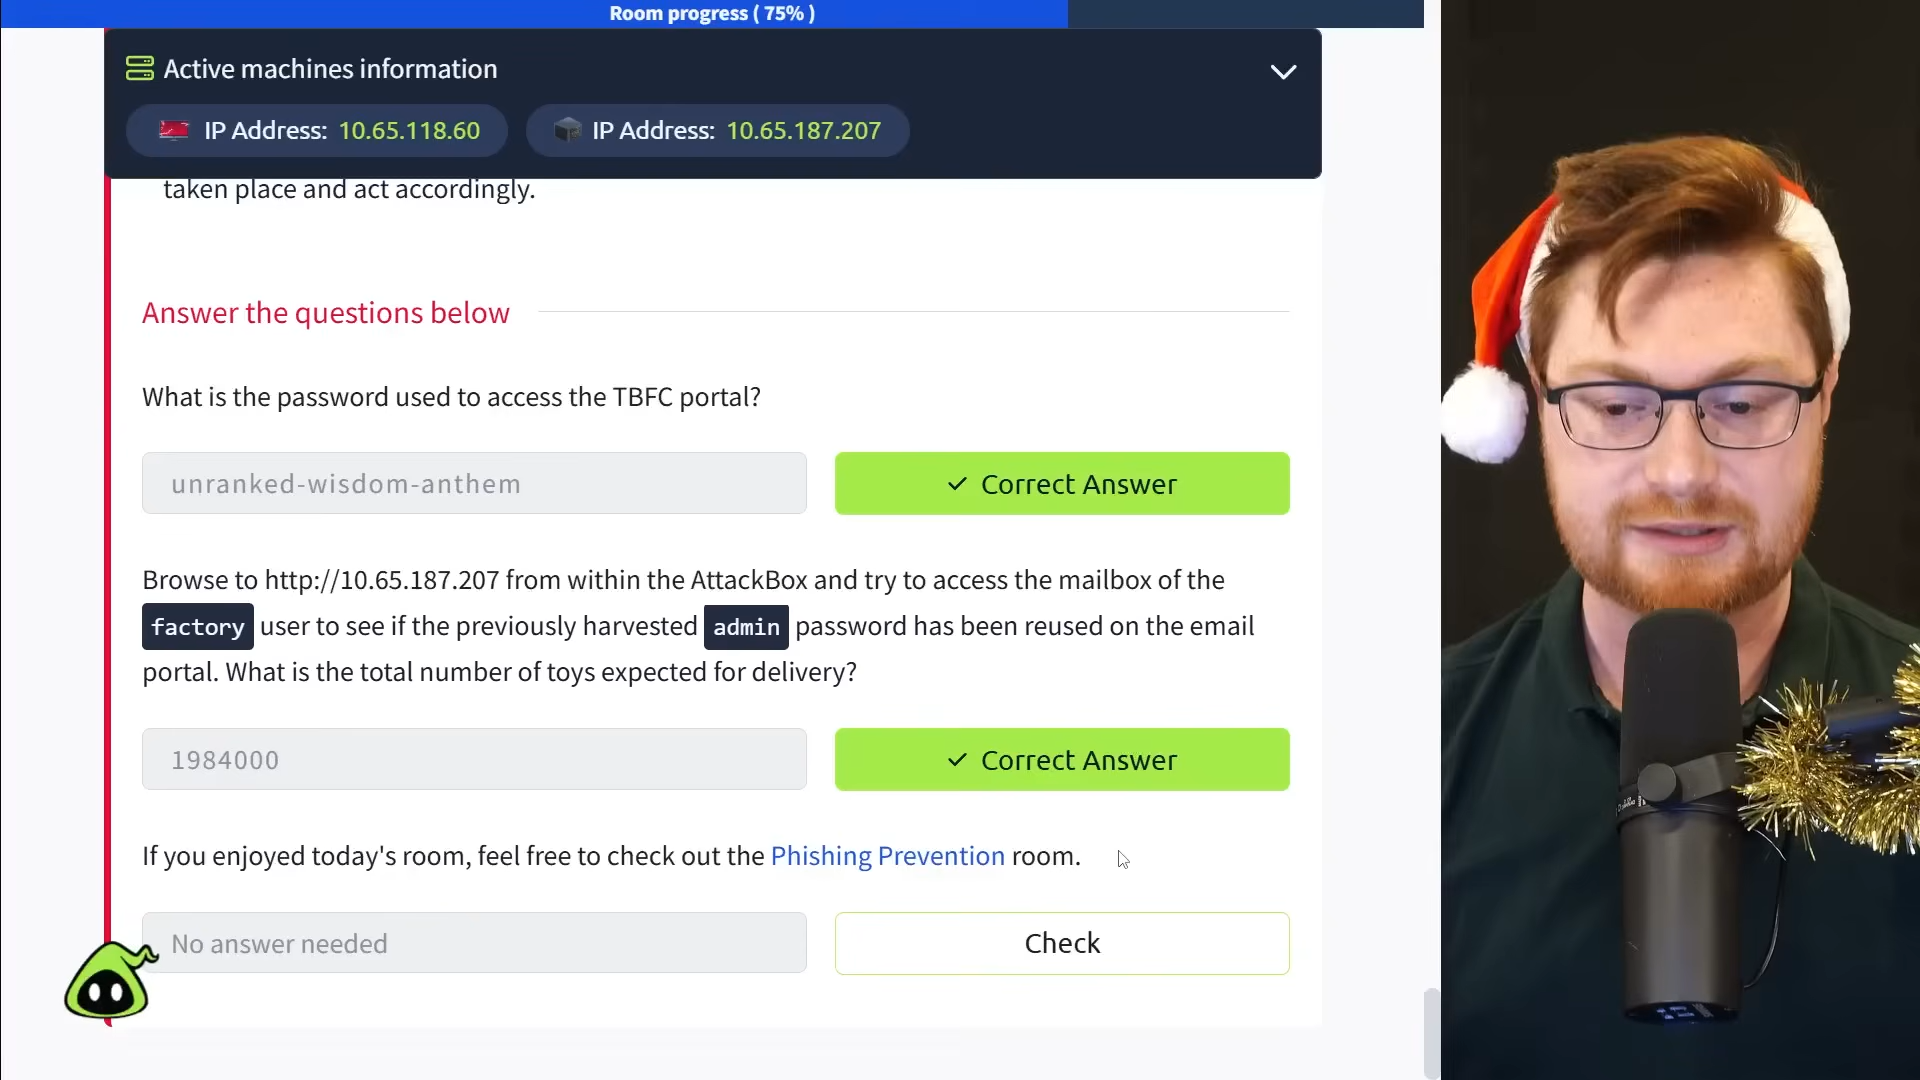 Room progress ( 75% )
Active machines information
IP Address: 10.65.118.60
IP Address: 10.65.187.207
taken place and act accordingly.
Answer the questions below
What is the password used to access the TBFC portal?
unranked-wisdom-anthem
✓ Correct Answer
Browse to http://10.65.187.207 from within the AttackBox and try to access the mailbox of the
factory user to see if the previously harvested admin password has been reused on the email
portal. What is the total number of toys expected for delivery?
1984000
✓ Correct Answer
If you enjoyed today's room, feel free to check out the Phishing Prevention room.
No answer needed
Check